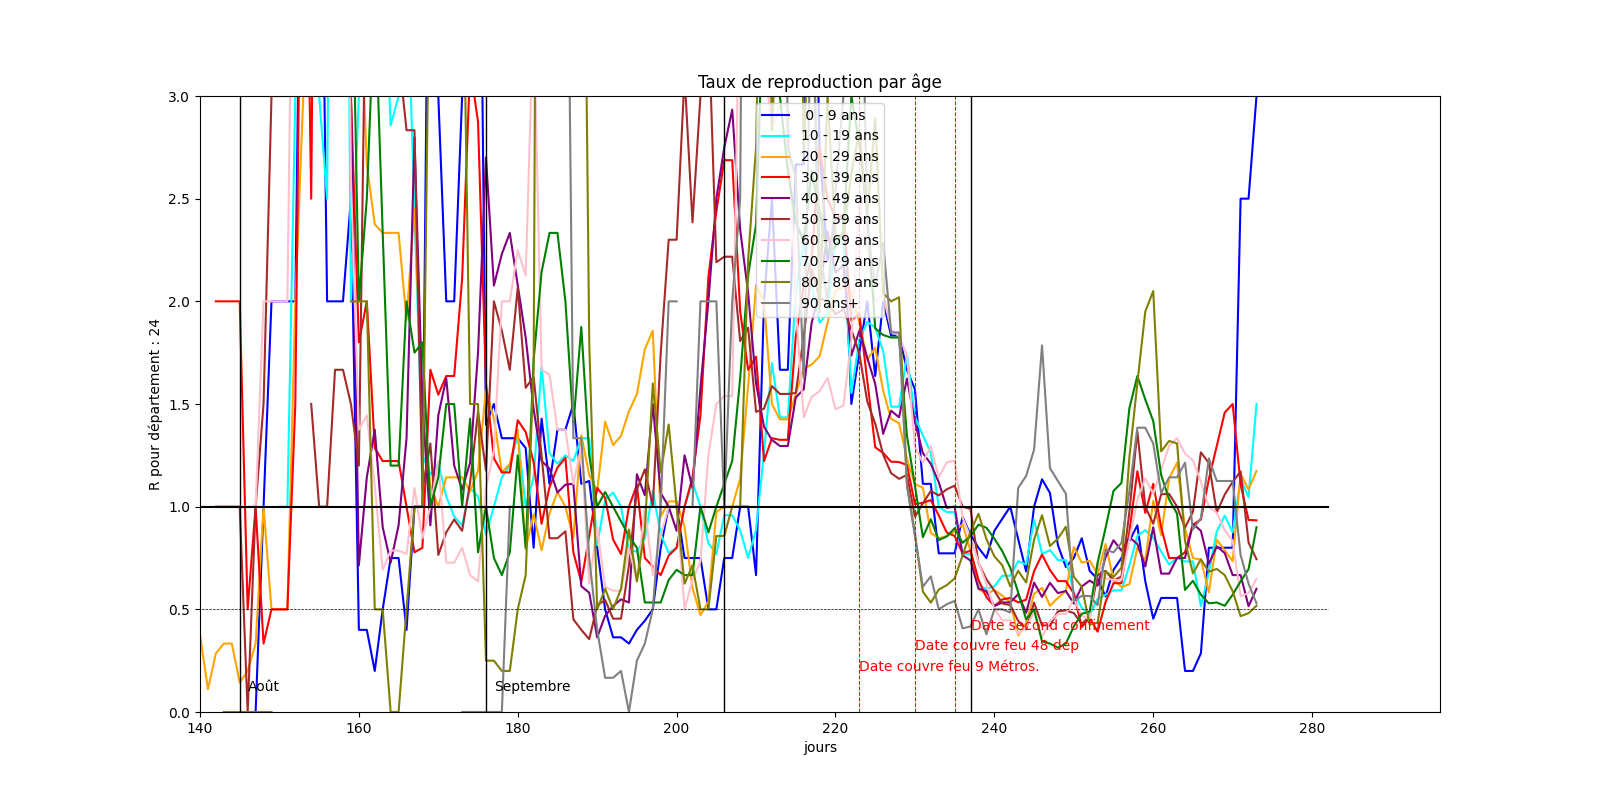 Taux de reproduction par âge
R pour département : 24
3.0
2.5
2.0
1.5
1.0
0.5
0.0
0 - 9 ans
10 - 19 ans
20 - 29 ans
30 - 39 ans
40 - 49 ans
50 - 59 ans
60 - 69 ans
70 - 79 ans
80 - 89 ans
90 ans+
Date second confinement
Date couvre feu 48 dep
Date couvre feu 9 Métros.
Août
Septembre
140 160 180 200 220 240 260 280
jours